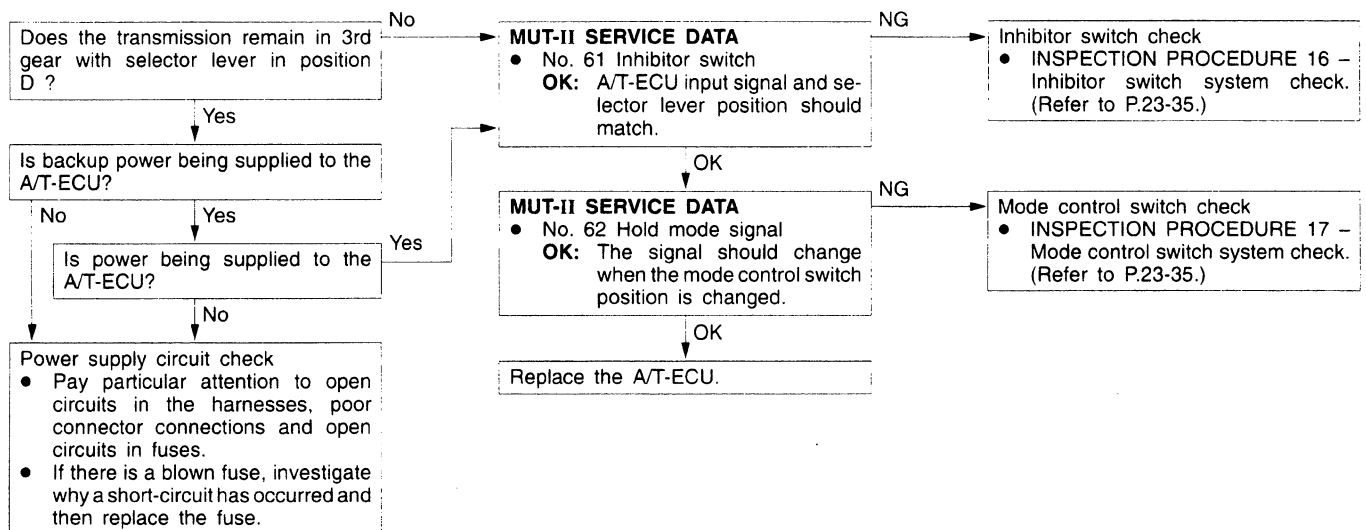 Does the transmission remain in 3rd
gear with selector lever in position
D ?
No
Yes
Is backup power being supplied to the
A/T-ECU?
No
Yes
Is power being supplied to the
A/T-ECU?
Yes
No
Power supply circuit check
● Pay particular attention to open
circuits in the harnesses, poor
connector connections and open
circuits in fuses.
● If there is a blown fuse, investigate
why a short-circuit has occurred and
then replace the fuse.
MUT-II SERVICE DATA
● No. 61 Inhibitor switch
OK: A/T-ECU input signal and se-
lector lever position should
match.
NG
OK
MUT-II SERVICE DATA
● No. 62 Hold mode signal
OK: The signal should change
when the mode control switch
position is changed.
NG
OK
Replace the A/T-ECU.
Inhibitor switch check
● INSPECTION PROCEDURE 16 –
Inhibitor switch system check.
(Refer to P.23-35.)
Mode control switch check
● INSPECTION PROCEDURE 17 –
Mode control switch system check.
(Refer to P.23-35.)